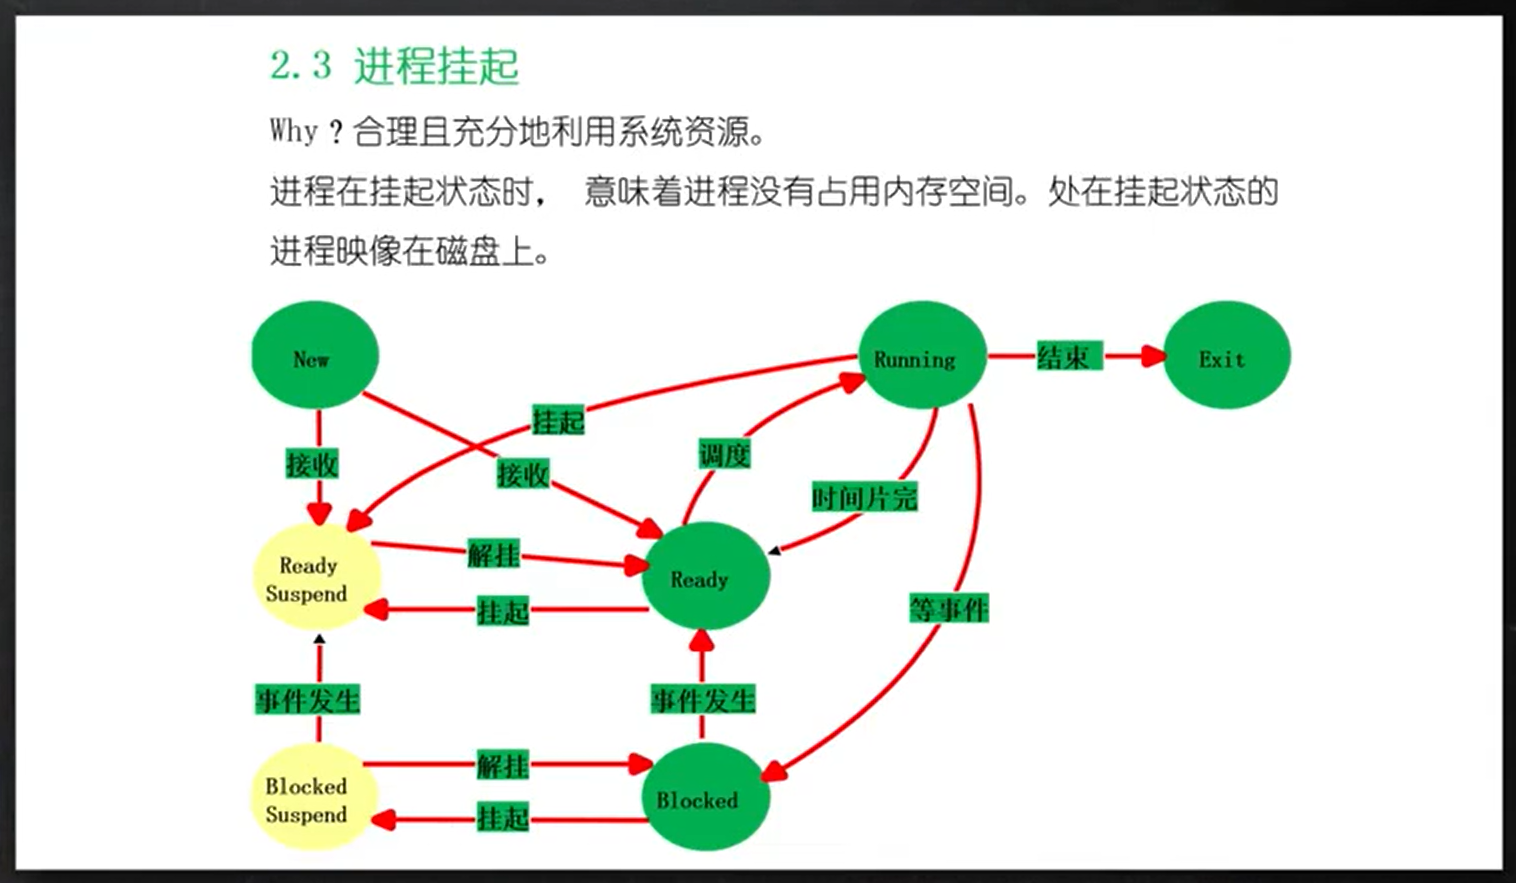 2.3 进程挂起
Why？合理且充分地利用系统资源。
进程在挂起状态时， 意味着进程没有占用内存空间。处在挂起状态的
进程映像在磁盘上。
New
Running
结束
Exit
挂起
接收
接收
调度
时间片完
解挂
Ready
Suspend
Ready
挂起
等事件
事件发生
事件发生
解挂
Blocked
Suspend
Blocked
挂起